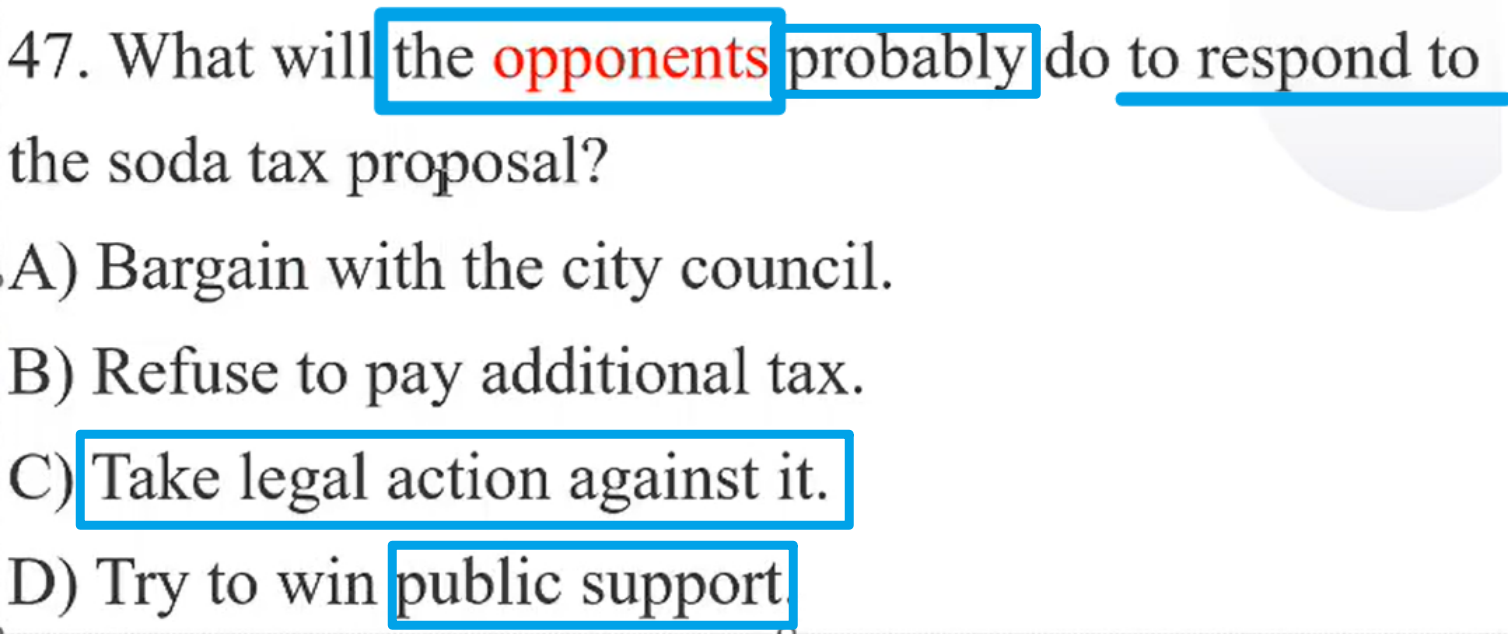 47. What will the opponents probably do to respond to
the soda tax proposal?
A) Bargain with the city council.
B) Refuse to pay additional tax.
C) Take legal action against it.
D) Try to win public support.